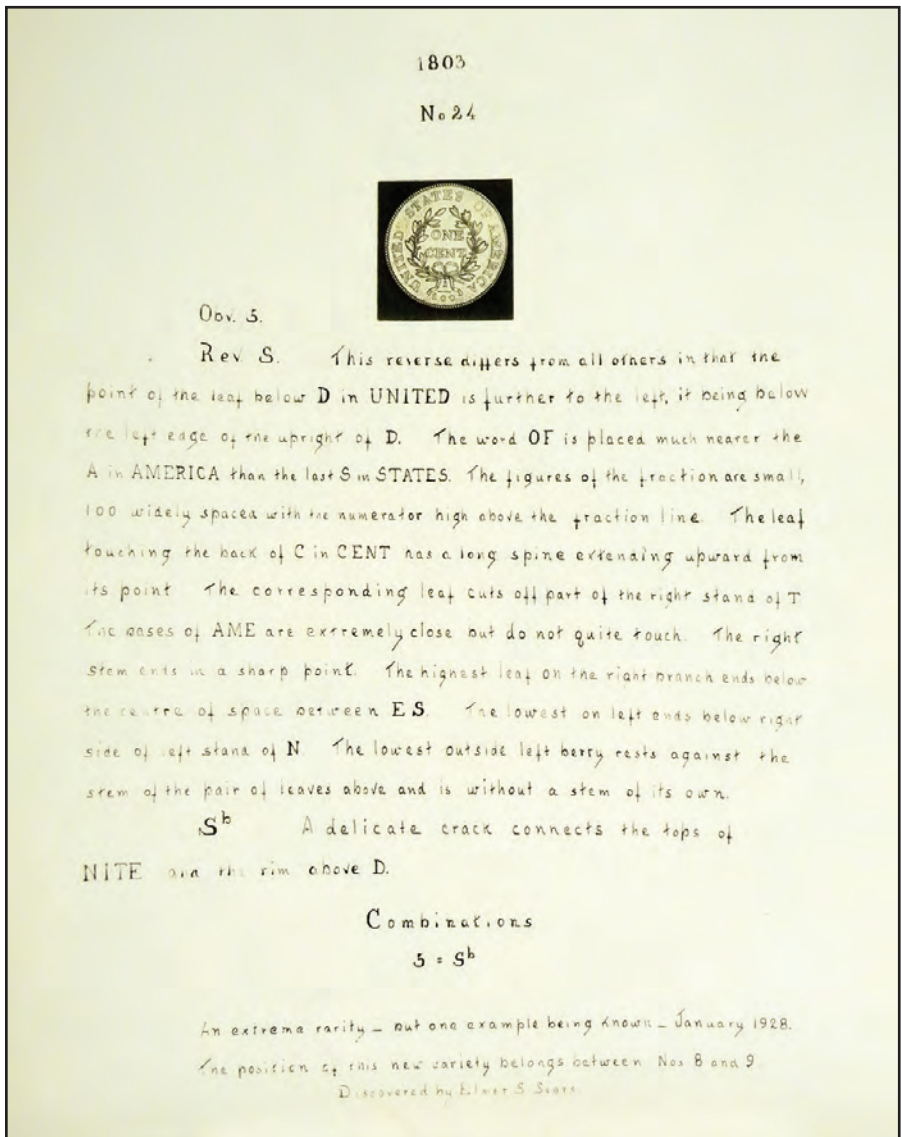 1803
No 24
UNITED STATES OF AMERICA
ONE
CENT
Obv. 3.
Rev S. This reverse differs from all others in that the
point of the leaf below D in UNITED is further to the left, it being below
the left edge of the upright of D. The word OF is placed much nearer the
A in AMERICA than the last S in STATES. The figures of the fraction are small,
100 widely spaced with the numerator high above the fraction line. The leaf
touching the back of C in CENT has a long spine extending upward from
its point The corresponding leaf cuts off part of the right stand of T
The bases of AME are extremely close but do not quite touch. The right
stem ends in a sharp point. The highest leaf on the right branch ends below
the centre of space between ES. The lowest on left ends below right
side of left stand of N. The lowest outside left berry rests against the
stem of the pair of leaves above and is without a stem of its own.
Sb A delicate crack connects the tops of
NITE and the rim above D.
Combinations
3 = Sb
An extreme rarity – but one example being known – January 1928.
The position of this new variety belongs between Nos 8 and 9
Discovered by Elmer S. Sears.